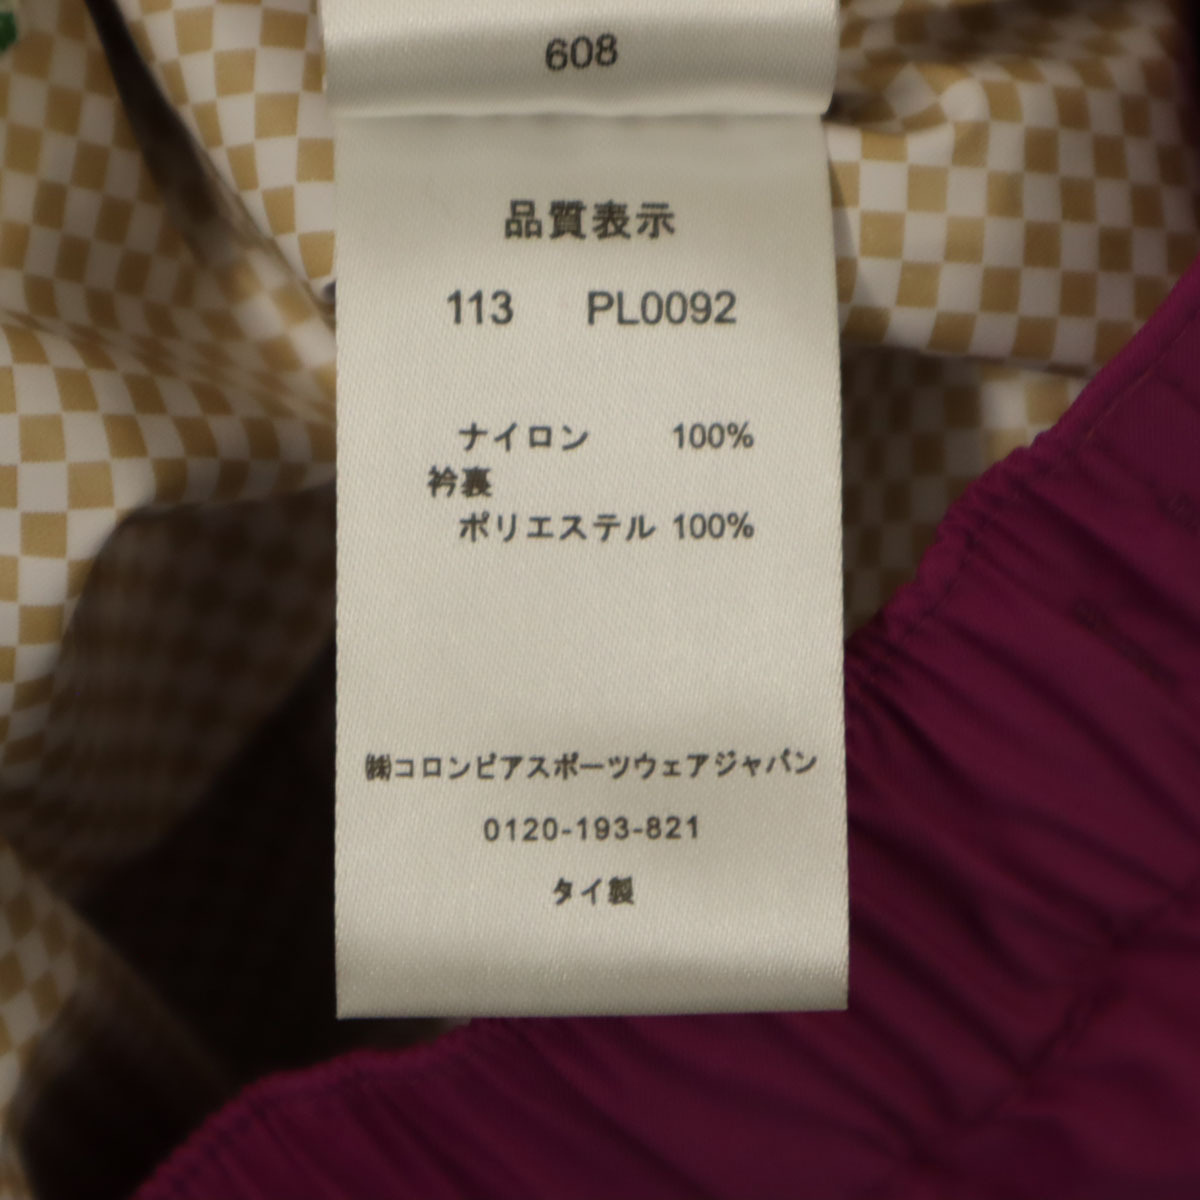 608
品質表示
113 PL0092
ナイロン 100%
衿裏
ポリエステル 100%
㈱コロンビアスポーツウェアジャパン
0120-193-821
タイ製